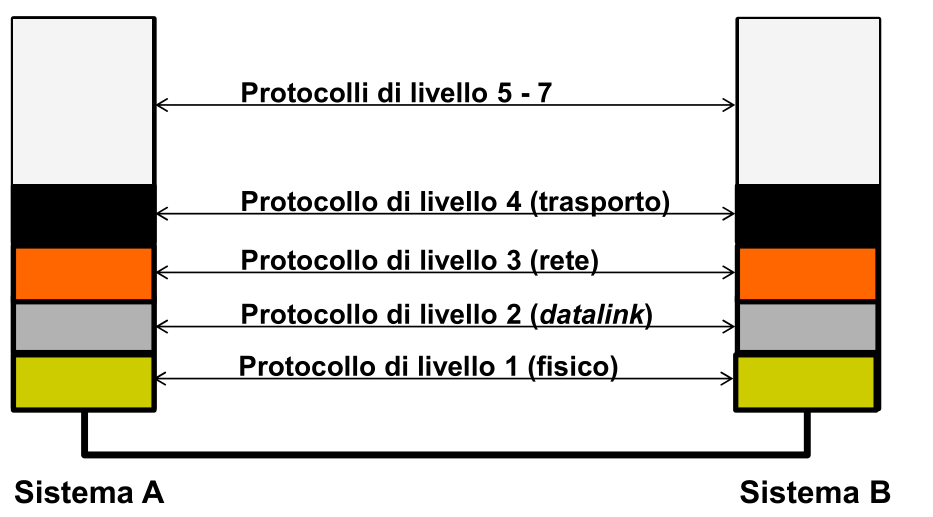 Protocolli di livello 5 - 7
Protocollo di livello 4 (trasporto)
Protocollo di livello 3 (rete)
Protocollo di livello 2 (datalink)
Protocollo di livello 1 (fisico)
Sistema A
Sistema B